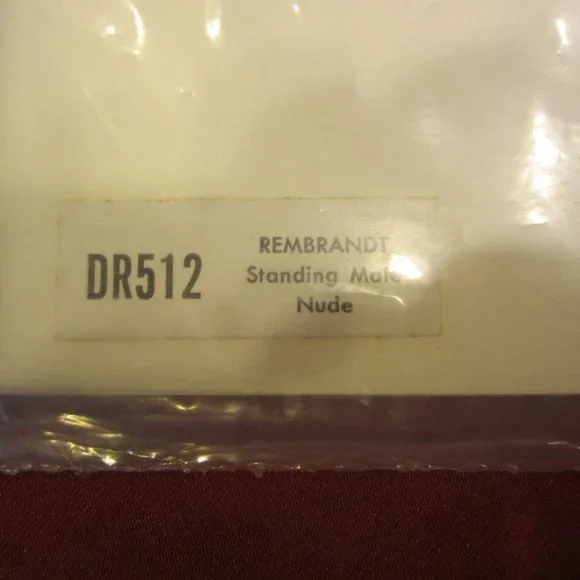 DR512
REMBRANDT
Standing Male
Nude